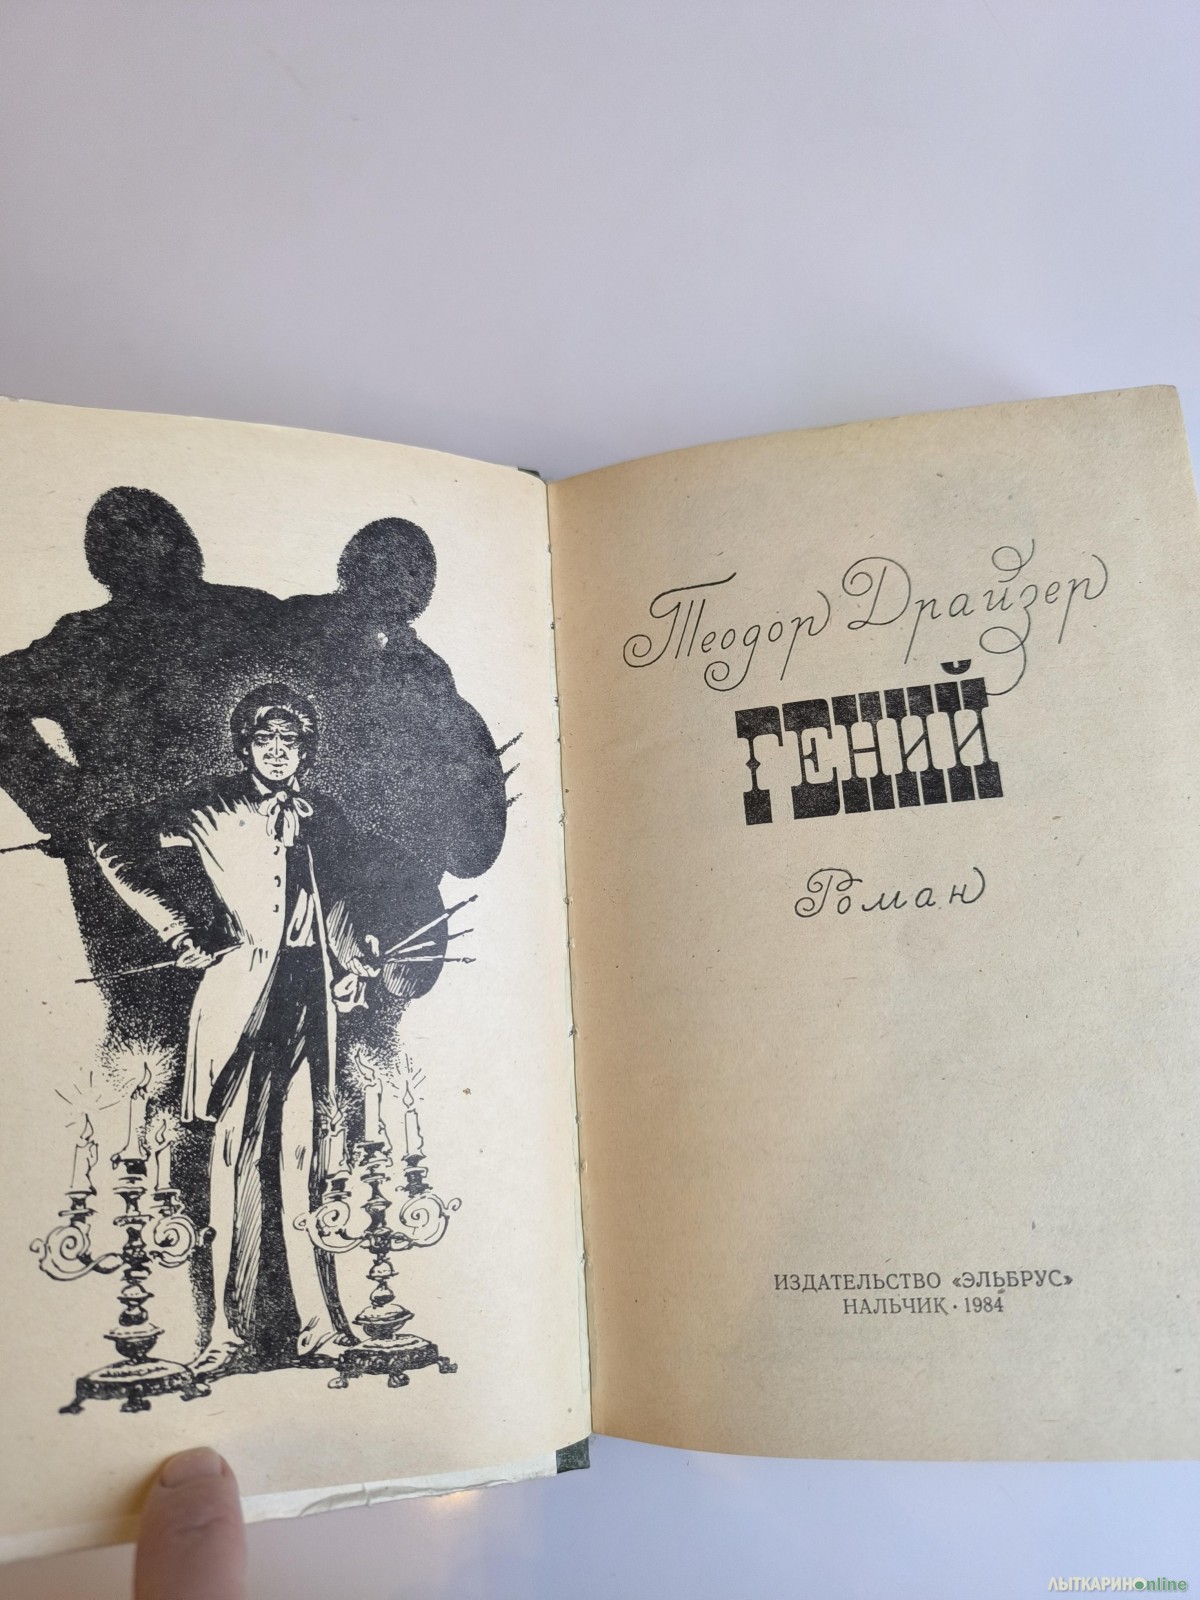 Теодор Драйзер
ГЕНИЙ
Роман
ИЗДАТЕЛЬСТВО «ЭЛЬБРУС»
НАЛЬЧИК · 1984
ЛЫТКАРИНОonline